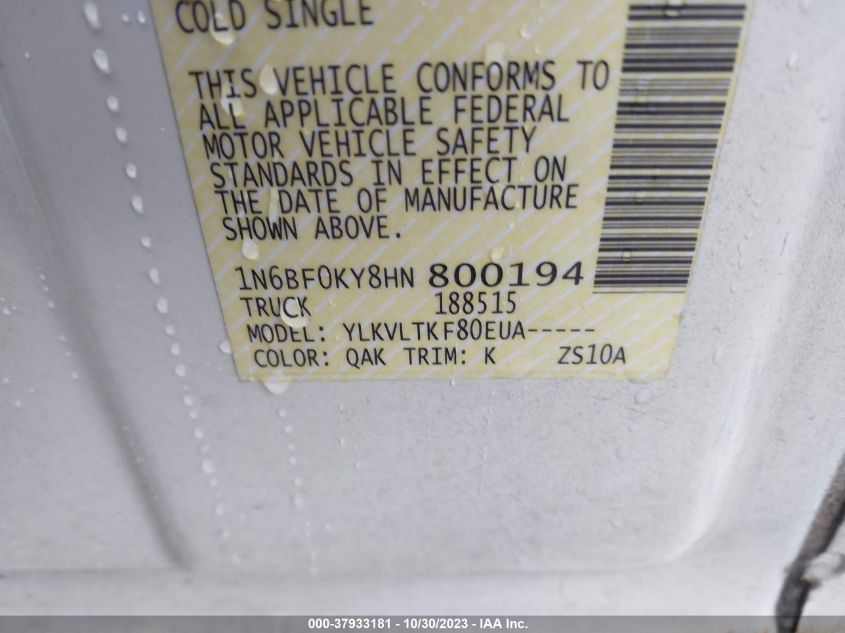 COLD SINGLE
THIS VEHICLE CONFORMS TO
ALL APPLICABLE FEDERAL
MOTOR VEHICLE SAFETY
STANDARDS IN EFFECT ON
THE DATE OF MANUFACTURE
SHOWN ABOVE.
1N6BF0KY8HN 800194
TRUCK 188515
MODEL: YLKVLTKF80EUA-----
COLOR: QAK TRIM: K ZS10A
000-37933181 - 10/30/2023 - IAA Inc.